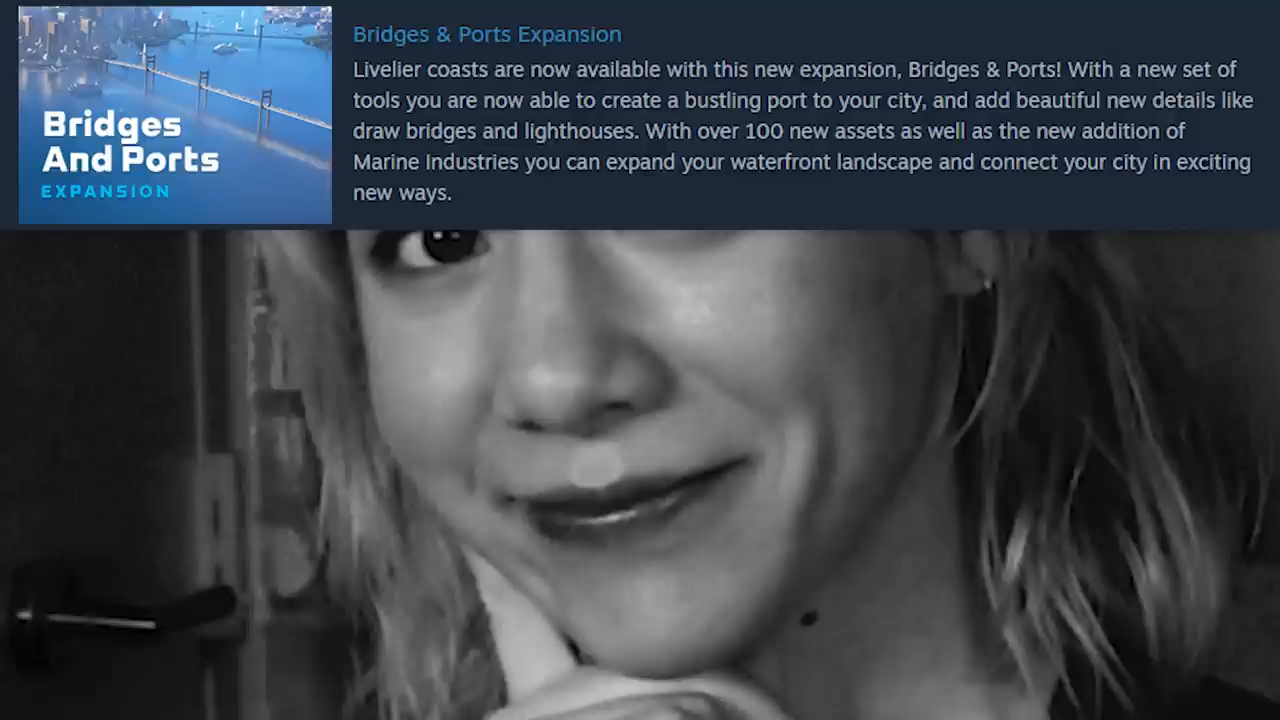 Bridges
And Ports
EXPANSION
Bridges & Ports Expansion
Livelier coasts are now available with this new expansion, Bridges & Ports! With a new set of
tools you are now able to create a bustling port to your city, and add beautiful new details like
draw bridges and lighthouses. With over 100 new assets as well as the new addition of
Marine Industries you can expand your waterfront landscape and connect your city in exciting
new ways.